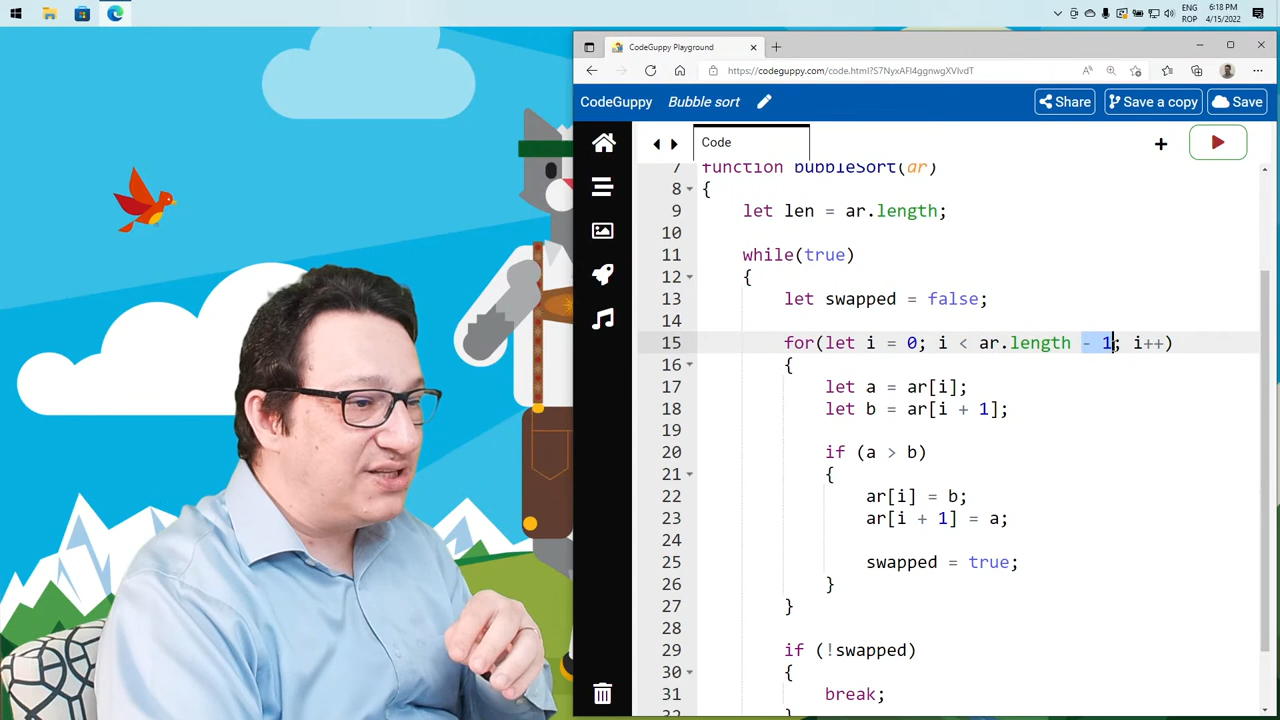 ENG
ROP
6:18 PM
4/15/2022
CodeGuppy Playground
https://codeguppy.com/code.html?S7NyxAFl4ggnwgXVlvdT
CodeGuppy
Bubble sort
Share
Save a copy
Save
Code
7 function bubbleSort(ar)
8 {
9 let len = ar.length;
10
11 while(true)
12 {
13 let swapped = false;
14
15 for(let i = 0; i < ar.length - 1; i++)
16 {
17 let a = ar[i];
18 let b = ar[i + 1];
19
20 if (a > b)
21 {
22 ar[i] = b;
23 ar[i + 1] = a;
24
25 swapped = true;
26 }
27 }
28
29 if (!swapped)
30 {
31 break;
32 }